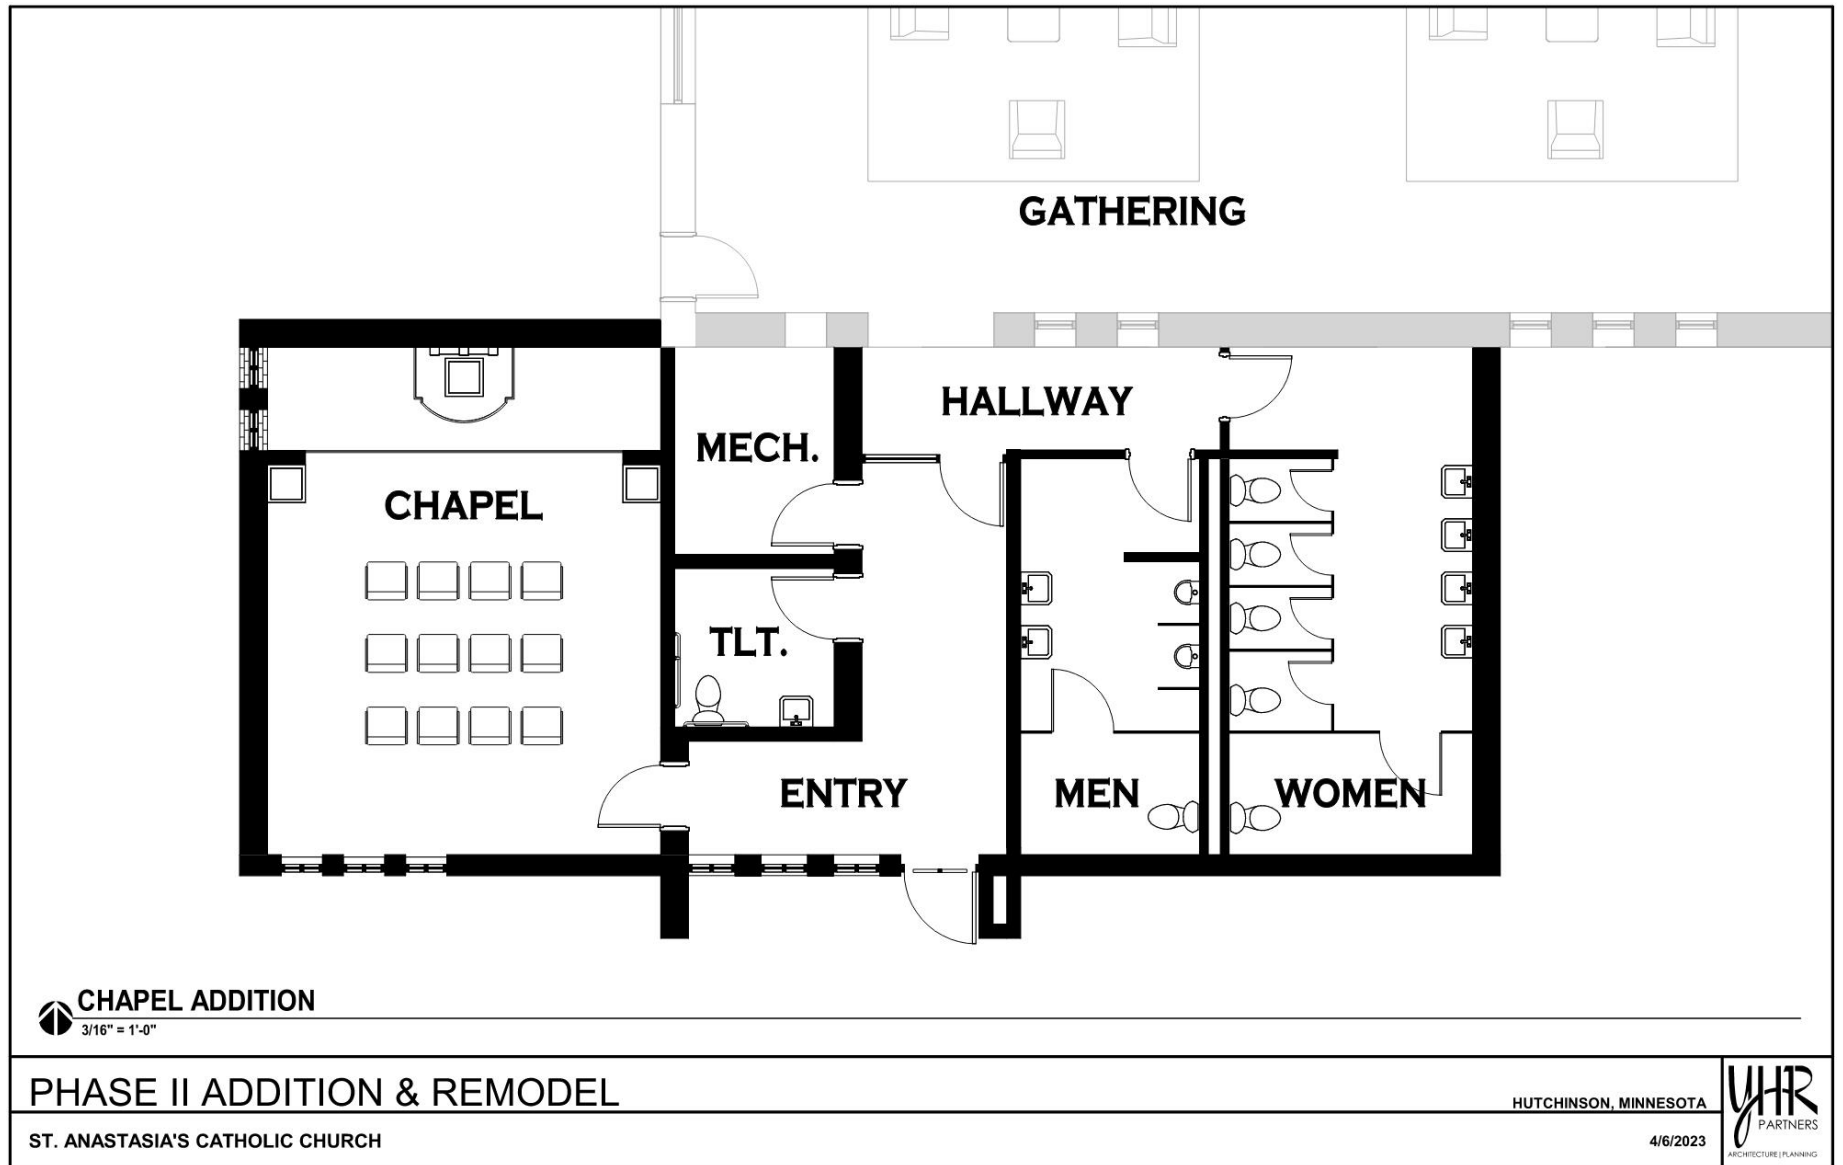 GATHERING
HALLWAY
MECH.
CHAPEL
TLT.
ENTRY
MEN
WOMEN
CHAPEL ADDITION
3/16" = 1'-0"
PHASE II ADDITION & REMODEL
HUTCHINSON, MINNESOTA
ST. ANASTASIA'S CATHOLIC CHURCH
4/6/2023
YHR
PARTNERS
ARCHITECTURE | PLANNING